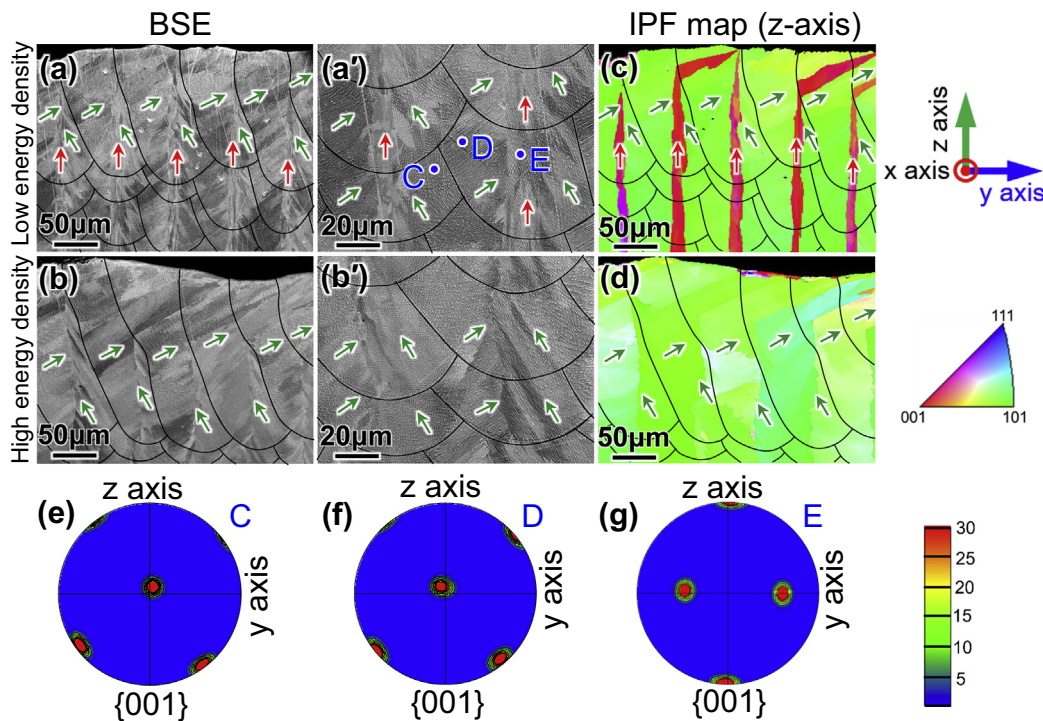 BSE
IPF map (z-axis)
Low energy density
(a)
50μm
(a′)
C
D
E
20μm
(c)
50μm
z axis
x axis
y axis
High energy density
(b)
50μm
(b′)
20μm
(d)
50μm
111
001
101
(e)
z axis
C
y axis
{001}
(f)
z axis
D
y axis
{001}
(g)
z axis
E
y axis
{001}
30
25
20
15
10
5